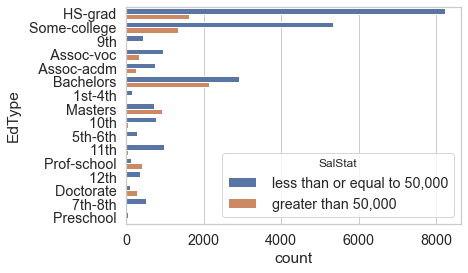 HS-grad
Some-college
9th
Assoc-voc
Assoc-acdm
Bachelors
1st-4th
Masters
10th
5th-6th
11th
Prof-school
12th
Doctorate
7th-8th
Preschool
EdType
SalStat
less than or equal to 50,000
greater than 50,000
0 2000 4000 6000 8000
count